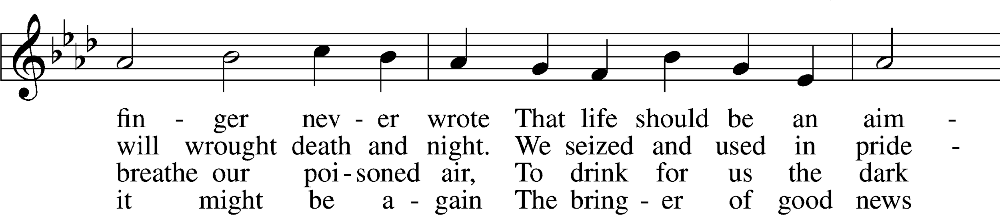 fin - ger nev - er wrote That life should be an aim -
will wrought death and night. We seized and used in pride -
breathe our poi - soned air, To drink for us the dark
it might be a - gain The bring - er of good news